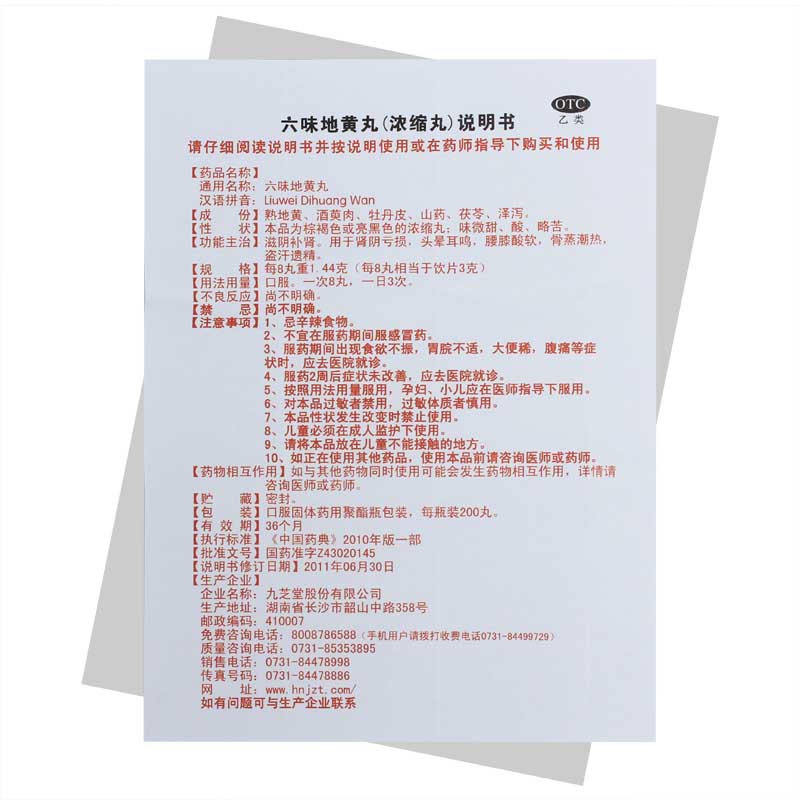 OTC
乙类
六味地黄丸(浓缩丸)说明书
请仔细阅读说明书并按说明使用或在药师指导下购买和使用
【药品名称】
通用名称：六味地黄丸
汉语拼音：Liuwei Dihuang Wan
【成　份】熟地黄、酒萸肉、牡丹皮、山药、茯苓、泽泻。
【性　状】本品为棕褐色或亮黑色的浓缩丸；味微甜、酸、略苦。
【功能主治】滋阴补肾。用于肾阴亏损，头晕耳鸣，腰膝酸软，骨蒸潮热，
盗汗遗精。
【规　格】每8丸重1.44克（每8丸相当于饮片3克）
【用法用量】口服。一次8丸，一日3次。
【不良反应】尚不明确。
【禁　忌】尚不明确。
【注意事项】1、忌辛辣食物。
2、不宜在服药期间服感冒药。
3、服药期间出现食欲不振，胃脘不适，大便稀，腹痛等症
状时，应去医院就诊。
4、服药2周后症状未改善，应去医院就诊。
5、按照用法用量服用，孕妇、小儿应在医师指导下服用。
6、对本品过敏者禁用，过敏体质者慎用。
7、本品性状发生改变时禁止使用。
8、儿童必须在成人监护下使用。
9、请将本品放在儿童不能接触的地方。
10、如正在使用其他药品，使用本品前请咨询医师或药师。
【药物相互作用】如与其他药物同时使用可能会发生药物相互作用，详情请
咨询医师或药师。
【贮　藏】密封。
【包　装】口服固体药用聚酯瓶包装，每瓶装200丸。
【有 效 期】36个月
【执行标准】《中国药典》2010年版一部
【批准文号】国药准字Z43020145
【说明书修订日期】2011年06月30日
【生产企业】
企业名称：九芝堂股份有限公司
生产地址：湖南省长沙市韶山中路358号
邮政编码：410007
免费咨询电话：8008786588（手机用户请拨打收费电话0731-84499729）
质量咨询电话：0731-85353895
销售电话：0731-84478998
传真号码：0731-84478886
网　址：www.hnjzt.com/
如有问题可与生产企业联系